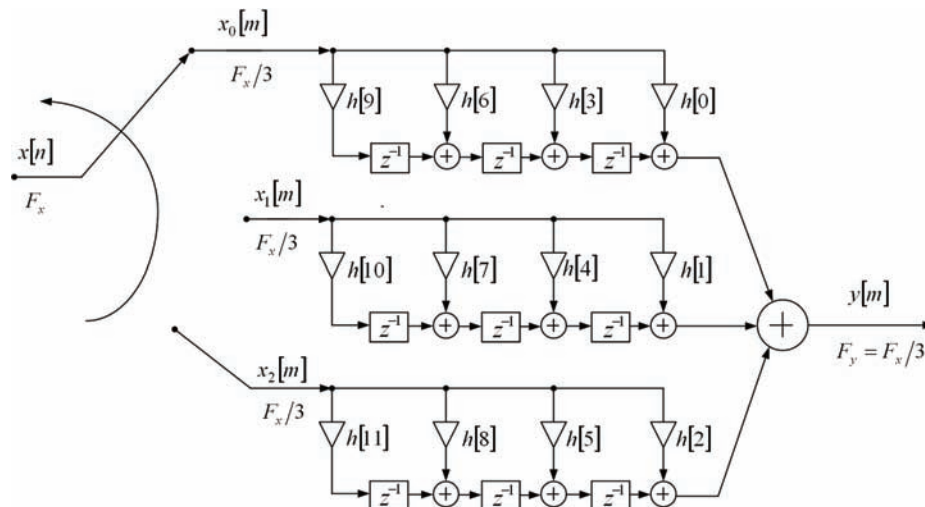 x₀[m]
Fₓ/3
h[9] h[6] h[3] h[0]
x[n]
z⁻¹ + z⁻¹ + z⁻¹ +
Fₓ
x₁[m]
Fₓ/3
h[10] h[7] h[4] h[1]
y[m]
z⁻¹ + z⁻¹ + z⁻¹ + +
F_y = Fₓ/3
x₂[m]
Fₓ/3
h[11] h[8] h[5] h[2]
z⁻¹ + z⁻¹ + z⁻¹ +